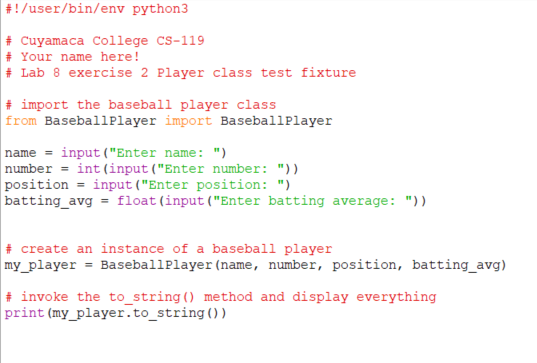 #!/user/bin/env python3
# Cuyamaca College CS-119
# Your name here!
# Lab 8 exercise 2 Player class test fixture
# import the baseball player class
from BaseballPlayer import BaseballPlayer
name = input("Enter name: ")
number = int(input("Enter number: "))
position = input("Enter position: ")
batting_avg = float(input("Enter batting average: "))
# create an instance of a baseball player
my_player = BaseballPlayer(name, number, position, batting_avg)
# invoke the to_string() method and display everything
print(my_player.to_string())